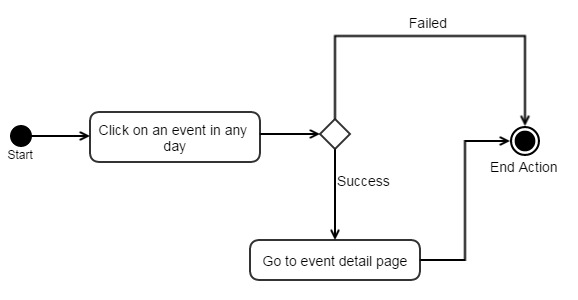 Failed
Click on an event in any
day
Start
End Action
Success
Go to event detail page